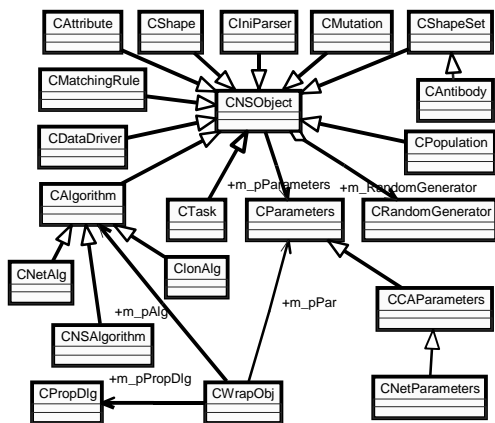 CAttribute
CShape
CIniParser
CMutation
CShapeSet
CMatchingRule
CNSObject
CAntibody
CDataDriver
CPopulation
+m_pParameters
+m_RandomGenerator
CAlgorithm
CTask
CParameters
CRandomGenerator
CNetAlg
CIonAlg
+m_pPar
CCAParameters
+m_pAlg
CNSAlgorithm
+m_pPropDlg
CPropDlg
CWrapObj
CNetParameters